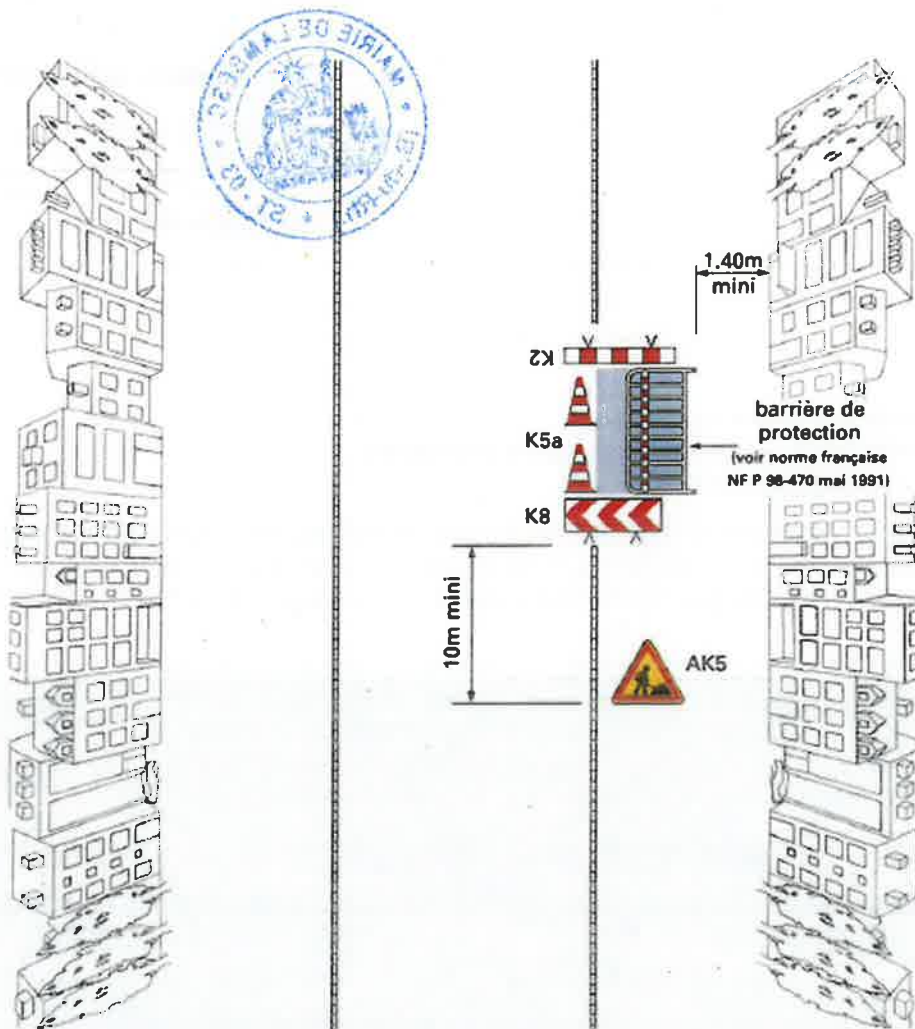 MAIRIE DE LAMBESC
1.40m
mini
K2
K5a
barrière de
protection
(voir norme française
NF P 98-470 mai 1991)
K8
10m mini
AK5